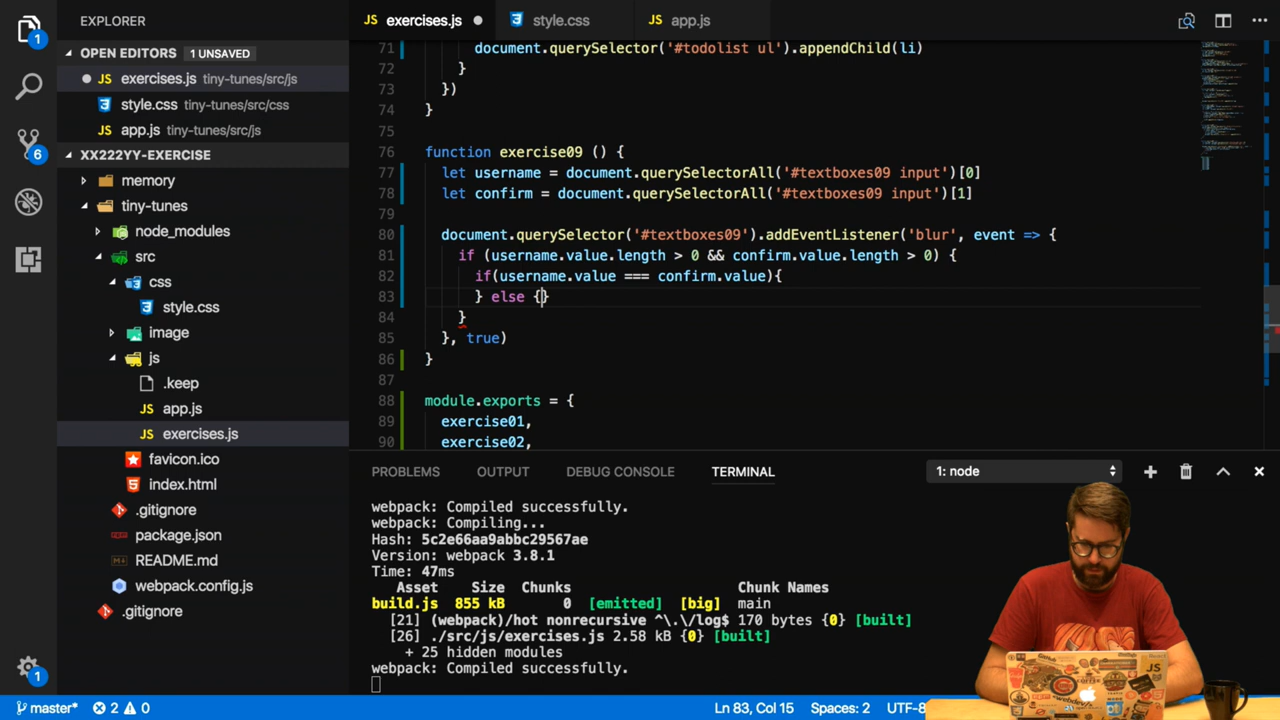 EXPLORER
OPEN EDITORS 1 UNSAVED
JS exercises.js tiny-tunes/src/js
style.css tiny-tunes/src/css
JS app.js tiny-tunes/src/js
XX222YY-EXERCISE
memory
tiny-tunes
node_modules
src
css
style.css
image
js
.keep
JS app.js
JS exercises.js
favicon.ico
index.html
.gitignore
package.json
README.md
webpack.config.js
.gitignore
1
6
1
JS exercises.js
style.css
JS app.js
71 document.querySelector('#todolist ul').appendChild(li)
72 }
73 })
74 }
75
76 function exercise09 () {
77 let username = document.querySelectorAll('#textboxes09 input')[0]
78 let confirm = document.querySelectorAll('#textboxes09 input')[1]
79
80 document.querySelector('#textboxes09').addEventListener('blur', event => {
81 if (username.value.length > 0 && confirm.value.length > 0) {
82 if(username.value === confirm.value){
83 } else {}
84 }
85 }, true)
86 }
87
88 module.exports = {
89 exercise01,
90 exercise02,
PROBLEMS OUTPUT DEBUG CONSOLE TERMINAL 1: node
webpack: Compiled successfully.
webpack: Compiling...
Hash: 5c2e66aa9abbc29567ae
Version: webpack 3.8.1
Time: 47ms
Asset Size Chunks Chunk Names
build.js 855 kB 0 [emitted] [big] main
[21] (webpack)/hot nonrecursive ^\.\/log$ 170 bytes {0} [built]
[26] ./src/js/exercises.js 2.58 kB {0} [built]
+ 25 hidden modules
webpack: Compiled successfully.
JS
master* 2 0 Ln 83, Col 15 Spaces: 2 UTF-8